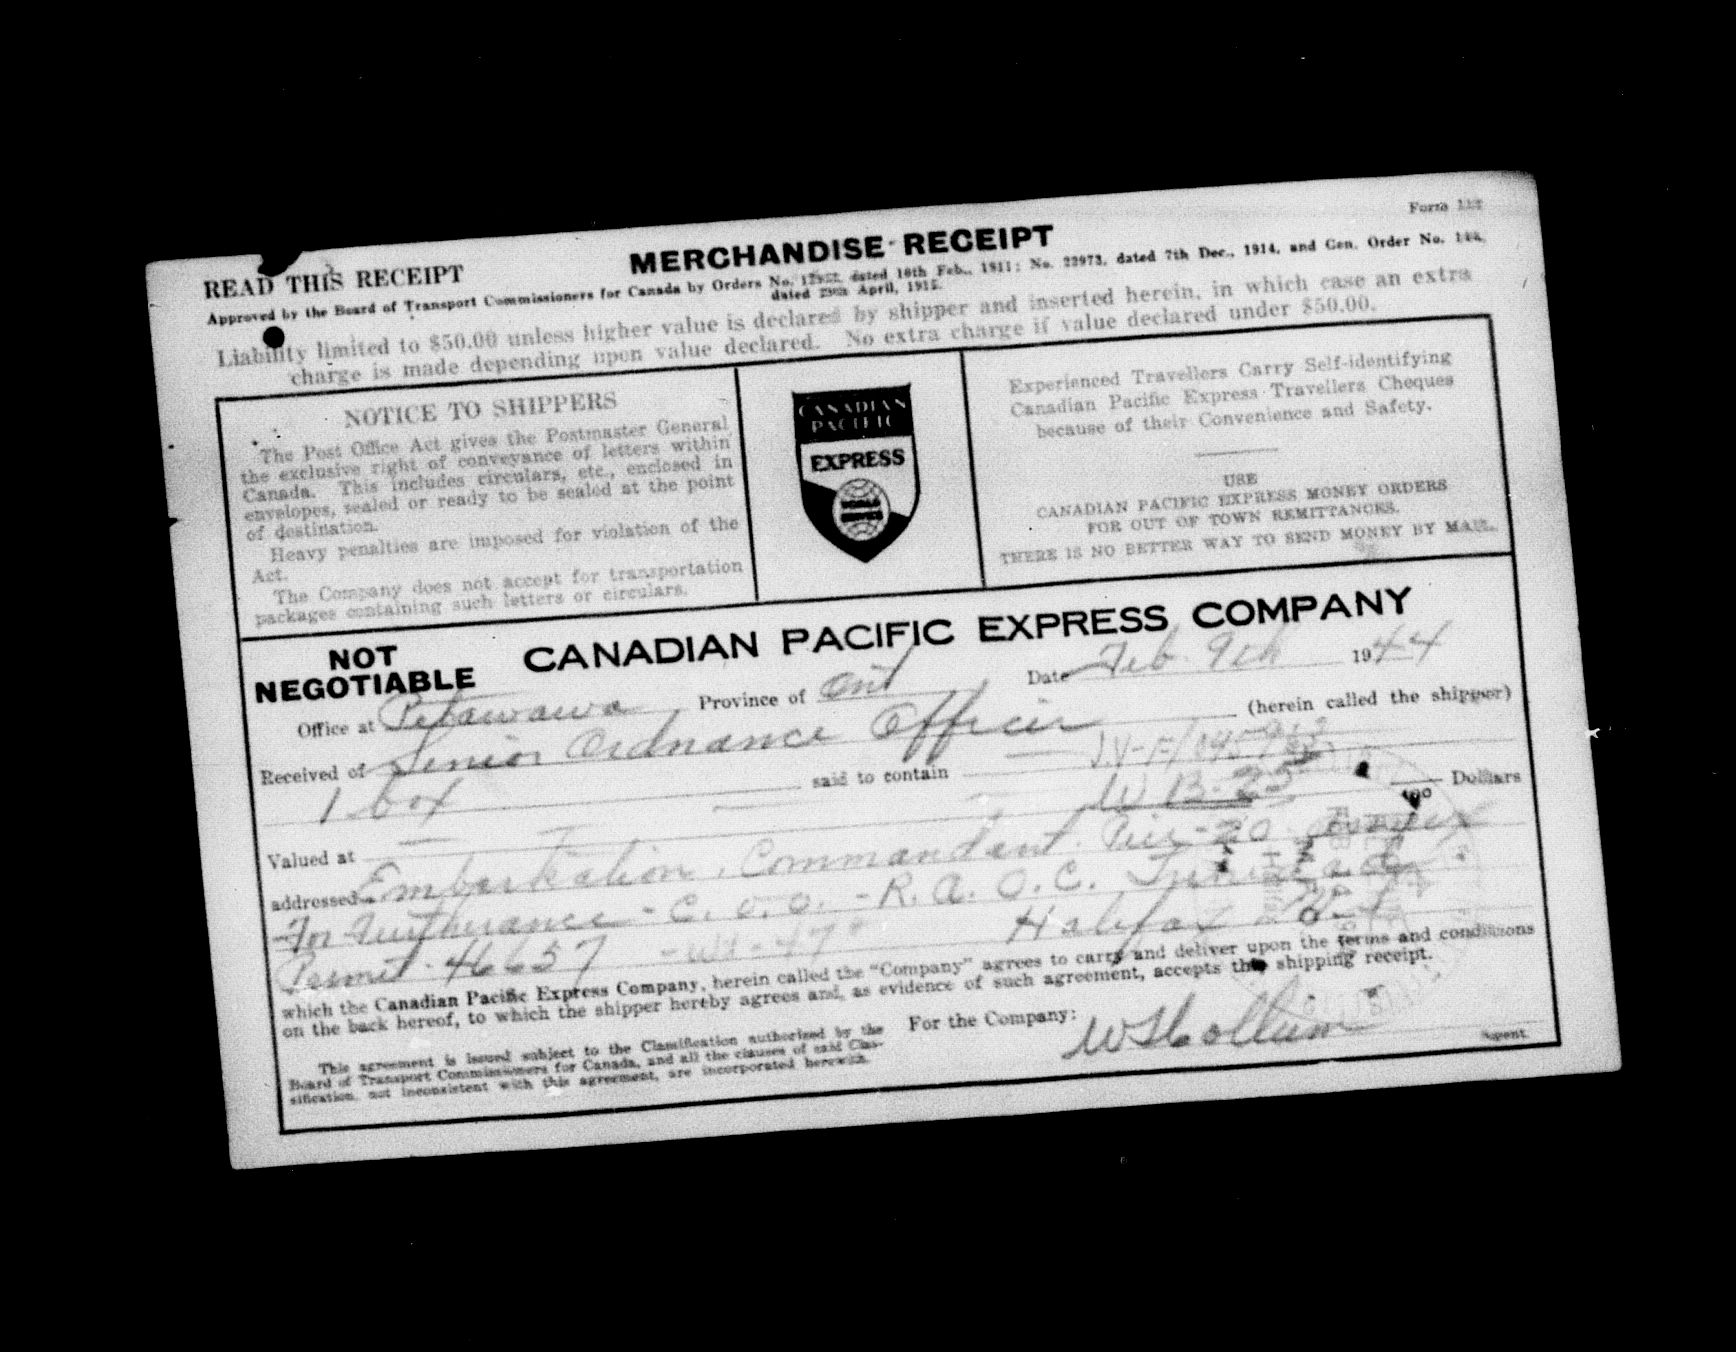 Form
MERCHANDISE RECEIPT
READ THIS RECEIPT
Approved by the Board of Transport Commissioners for Canada by Orders No. dated 16th Feb., 1911; No. 22973, dated 7th Dec., 1914, and Gen. Order No.
dated April,
Liability limited to $50.00 unless higher value is declared by shipper and inserted herein, in which case an extra
charge is made depending upon value declared. No extra charge if value declared under $50.00.
NOTICE TO SHIPPERS
The Post Office Act gives the Postmaster General
the exclusive right of conveyance of letters within
Canada. This includes circulars, etc., enclosed in
envelopes, sealed or ready to be sealed at the point
of destination.
Heavy penalties are imposed for violation of the
Act.
The Company does not accept for transportation
packages containing such letters or circulars.
CANADIAN
PACIFIC
EXPRESS
WORLD
Experienced Travellers Carry Self-identifying
Canadian Pacific Express Travellers Cheques
because of their Convenience and Safety.
USE
CANADIAN PACIFIC EXPRESS MONEY ORDERS
FOR OUT OF TOWN REMITTANCES.
THERE IS NO BETTER WAY TO SEND MONEY BY MAIL.
NOT
NEGOTIABLE
CANADIAN PACIFIC EXPRESS COMPANY
Date Feb 9th 1944
Office at Petawawa Province of Ont
Received of Senior Ordnance Officer (herein called the shipper)
1 box said to contain
W B-25
Valued at Dollars
addressed Embarkation Commandant. Pier-20
For Furtherance - C.O.O. - R.A.O.C. Trinidad
Permit - 46657 Halifax
which the Canadian Pacific Express Company, herein called the "Company" agrees to carry and deliver upon the terms and conditions
on the back hereof, to which the shipper hereby agrees and, as evidence of such agreement, accepts this shipping receipt.
This agreement is issued subject to the Classification authorized by the
Board of Transport Commissioners for Canada, and all the clauses of said Clas-
sification, not inconsistent with this agreement, are incorporated herewith.
For the Company:
Agent